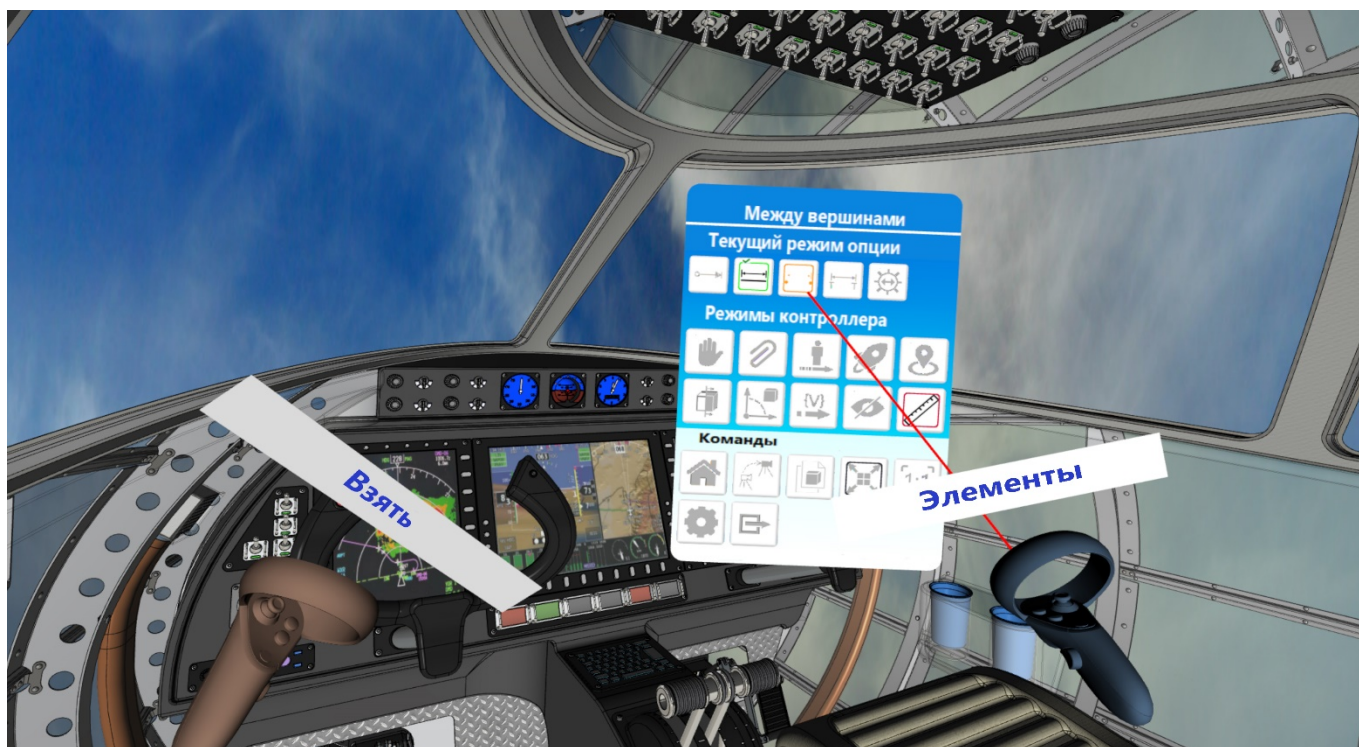 Между вершинами
Текущий режим опции
Режимы контроллера
{V}
Команды
Элементы
Взять